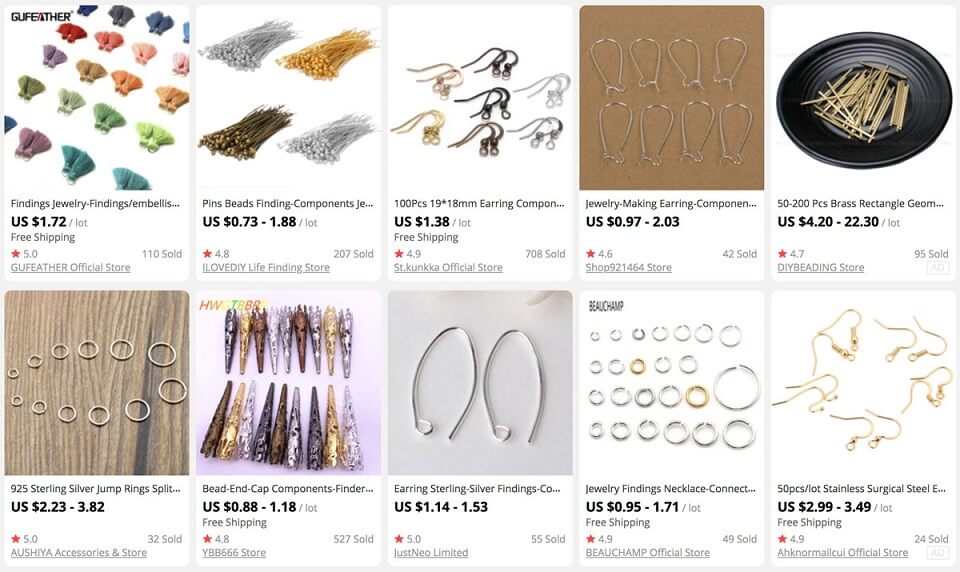 GUFEATHER
Findings Jewelry-Findings/embellis...
US $1.72 / lot
Free Shipping
5.0 110 Sold
GUFEATHER Official Store
Pins Beads Finding-Components Je...
US $0.73 - 1.88 / lot
4.8 207 Sold
ILOVEDIY Life Finding Store
100Pcs 19*18mm Earring Compon...
US $1.38 / lot
Free Shipping
4.9 708 Sold
St.kunkka Official Store
Jewelry-Making Earring-Componen...
US $0.97 - 2.03
4.6 42 Sold
Shop921464 Store
50-200 Pcs Brass Rectangle Geom...
US $4.20 - 22.30 / lot
4.7 95 Sold
DIYBEADING Store
AD
925 Sterling Silver Jump Rings Split...
US $2.23 - 3.82
5.0 32 Sold
AUSHIYA Accessories & Store
HWGTBBRR
Bead-End-Cap Components-Finder...
US $0.88 - 1.18 / lot
Free Shipping
4.8 527 Sold
YBB666 Store
Earring Sterling-Silver Findings-Co...
US $1.14 - 1.53
5.0 55 Sold
JustNeo Limited
BEAUCHAMP
Jewelry Findings Necklace-Connect...
US $0.95 - 1.71 / lot
Free Shipping
4.9 49 Sold
BEAUCHAMP Official Store
50pcs/lot Stainless Surgical Steel E...
US $2.99 - 3.49 / lot
Free Shipping
4.9 24 Sold
Ahknormailcui Official Store
AD